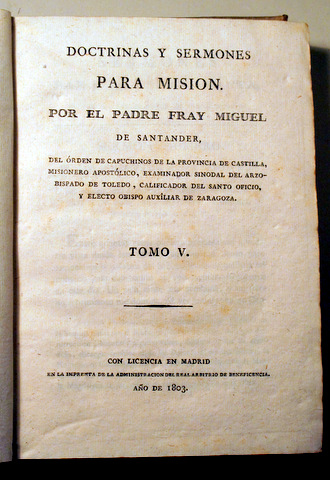 DOCTRINAS Y SERMONES
PARA MISION.
POR EL PADRE FRAY MIGUEL
DE SANTANDER,
DEL ÓRDEN DE CAPUCHINOS DE LA PROVINCIA DE CASTILLA,
MISIONERO APOSTÓLICO, EXAMINADOR SINODAL DEL ARZO-
BISPADO DE TOLEDO, CALIFICADOR DEL SANTO OFICIO,
Y ELECTO OBISPO AUXÎLIAR DE ZARAGOZA.
TOMO V.
CON LICENCIA EN MADRID
EN LA IMPRENTA DE LA ADMINISTRACION DEL REAL ARBITRIO DE BENEFICENCIA.
AÑO DE 1803.